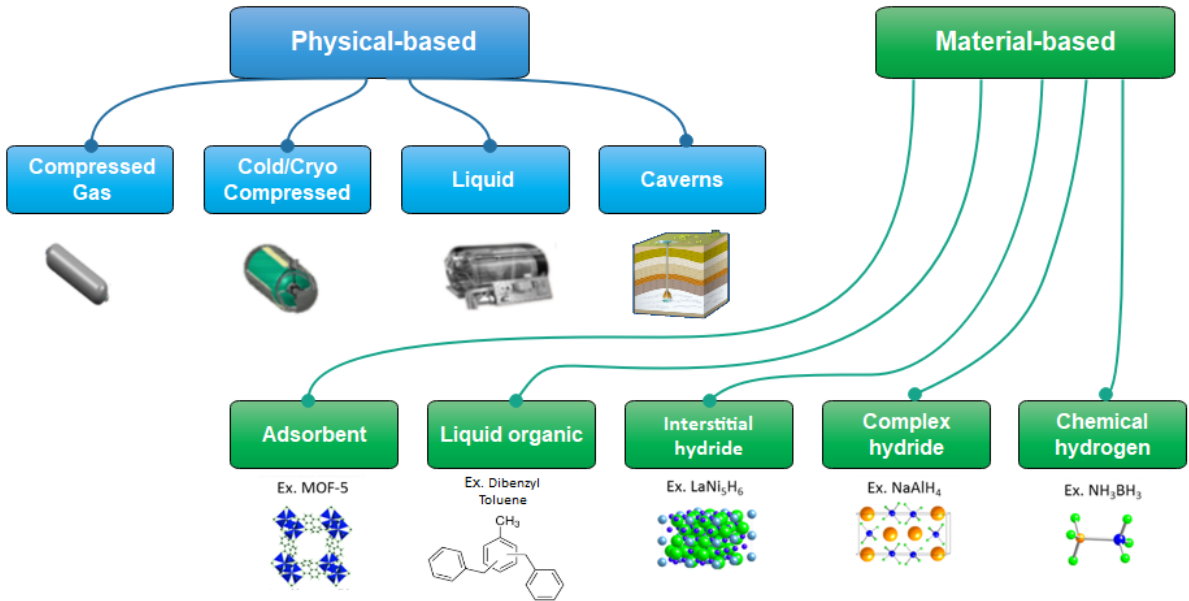 Physical-based
Material-based
Compressed
Gas
Cold/Cryo
Compressed
Liquid
Caverns
Adsorbent
Liquid organic
Interstitial
hydride
Complex
hydride
Chemical
hydrogen
Ex. MOF-5
Ex. Dibenzyl
Toluene
Ex. LaNi₅H₆
Ex. NaAlH₄
Ex. NH₃BH₃
CH₃